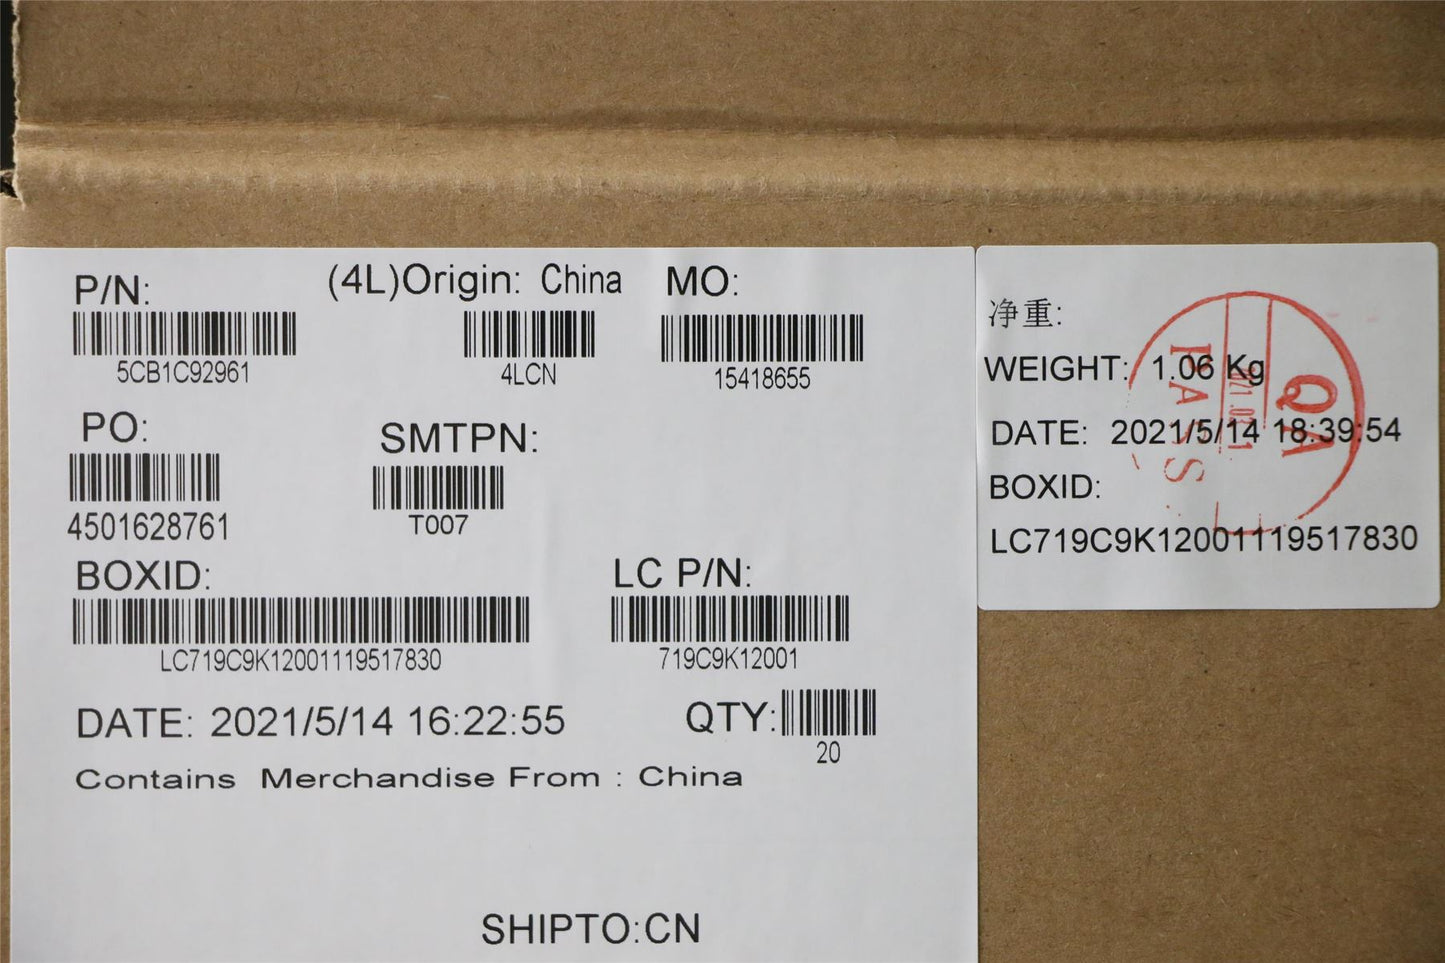 P/N:
(4L)Origin: China
MO:
5CB1C92961
4LCN
15418655
PO:
SMTPN:
4501628761
T007
BOXID:
LC P/N:
LC719C9K12001119517830
719C9K12001
DATE: 2021/5/14 16:22:55
QTY:
20
Contains Merchandise From : China
SHIPTO:CN
净重:
WEIGHT: 1.06 Kg
DATE: 2021/5/14 18:39:54
BOXID:
LC719C9K12001119517830
QA
PASS